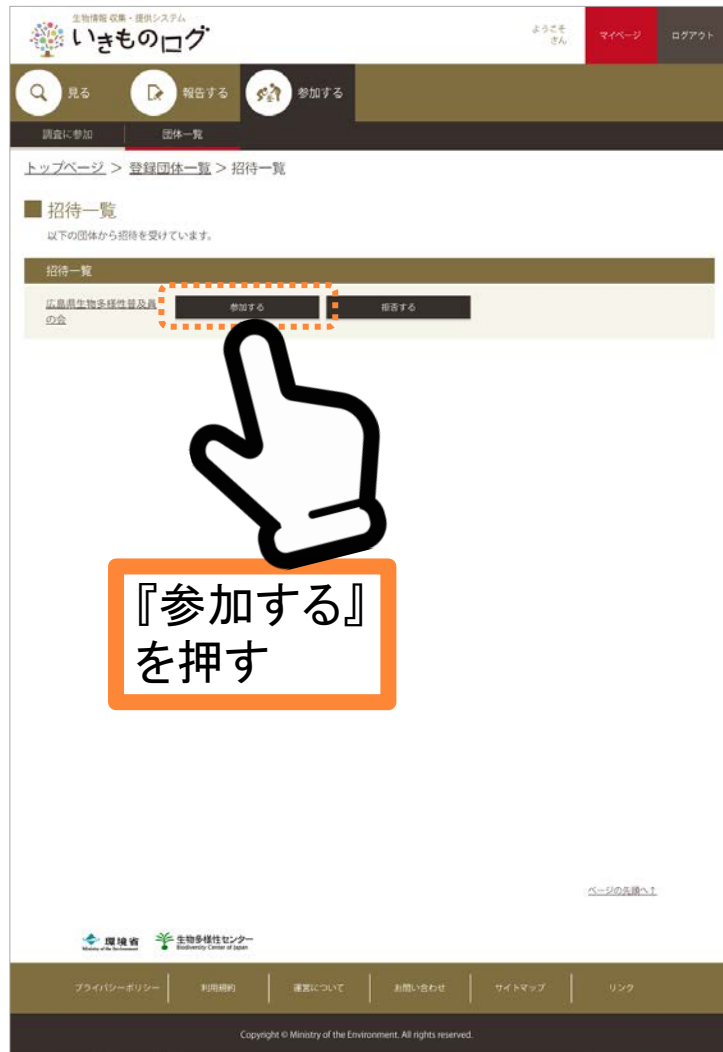 生物情報 収集・提供システム
いきものログ
ようこそ
さん
マイページ
ログアウト
見る
報告する
参加する
調査に参加
団体一覧
トップページ > 登録団体一覧 > 招待一覧
招待一覧
以下の団体から招待を受けています。
招待一覧
広島県生物多様性普及員
の会
参加する
拒否する
『参加する』
を押す
ページの先頭へ↑
環境省
Ministry of the Environment
生物多様性センター
Biodiversity Center of Japan
プライバシーポリシー
利用規約
運営について
お問い合わせ
サイトマップ
リンク
Copyright © Ministry of the Environment. All rights reserved.